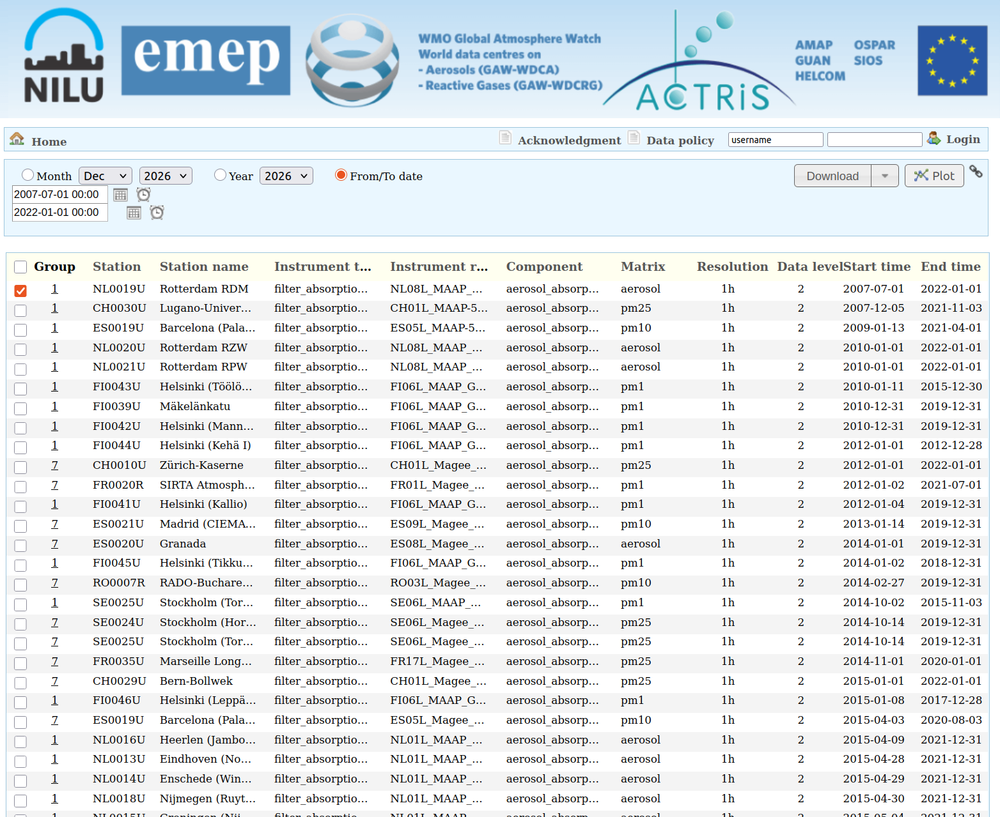 NILU
emep
WMO Global Atmosphere Watch
World data centres on
- Aerosols (GAW-WDCA)
- Reactive Gases (GAW-WDCRG)
ACTRiS
AMAP OSPAR
GUAN SIOS
HELCOM
Home Acknowledgment Data policy username Login
Month Dec 2026 Year 2026 From/To date Download Plot
2007-07-01 00:00
2022-01-01 00:00
Group Station Station name Instrument t... Instrument r... Component Matrix Resolution Data level Start time End time
1 NL0019U Rotterdam RDM filter_absorptio... NL08L_MAAP_... aerosol_absorp... aerosol 1h 2 2007-07-01 2022-01-01
1 CH0030U Lugano-Univer... filter_absorptio... CH01L_MAAP-5... aerosol_absorp... pm25 1h 2 2007-12-05 2021-11-03
1 ES0019U Barcelona (Pala... filter_absorptio... ES05L_MAAP-5... aerosol_absorp... pm10 1h 2 2009-01-13 2021-04-01
1 NL0020U Rotterdam RZW filter_absorptio... NL08L_MAAP_... aerosol_absorp... aerosol 1h 2 2010-01-01 2022-01-01
1 NL0021U Rotterdam RPW filter_absorptio... NL08L_MAAP_... aerosol_absorp... aerosol 1h 2 2010-01-01 2022-01-01
1 FI0043U Helsinki (Töölö... filter_absorptio... FI06L_MAAP_G... aerosol_absorp... pm1 1h 2 2010-01-11 2015-12-30
1 FI0039U Mäkelänkatu filter_absorptio... FI06L_MAAP_G... aerosol_absorp... pm1 1h 2 2010-12-31 2019-12-31
1 FI0042U Helsinki (Mann... filter_absorptio... FI06L_MAAP_G... aerosol_absorp... pm1 1h 2 2010-12-31 2019-12-31
1 FI0044U Helsinki (Kehä I) filter_absorptio... FI06L_MAAP_G... aerosol_absorp... pm1 1h 2 2012-01-01 2012-12-28
7 CH0010U Zürich-Kaserne filter_absorptio... CH01L_Magee_... aerosol_absorp... pm25 1h 2 2012-01-01 2022-01-01
7 FR0020R SIRTA Atmosph... filter_absorptio... FR01L_Magee_... aerosol_absorp... pm1 1h 2 2012-01-02 2021-07-01
1 FI0041U Helsinki (Kallio) filter_absorptio... FI06L_MAAP_G... aerosol_absorp... pm1 1h 2 2012-01-04 2019-12-31
7 ES0021U Madrid (CIEMA... filter_absorptio... ES09L_Magee_... aerosol_absorp... pm10 1h 2 2013-01-14 2019-12-31
7 ES0020U Granada filter_absorptio... ES08L_Magee_... aerosol_absorp... aerosol 1h 2 2014-01-01 2019-12-31
1 FI0045U Helsinki (Tikku... filter_absorptio... FI06L_MAAP_G... aerosol_absorp... pm1 1h 2 2014-01-02 2018-12-31
7 RO0007R RADO-Buchare... filter_absorptio... RO03L_Magee_... aerosol_absorp... pm10 1h 2 2014-02-27 2019-12-31
1 SE0025U Stockholm (Tor... filter_absorptio... SE06L_MAAP_... aerosol_absorp... pm1 1h 2 2014-10-02 2015-11-03
7 SE0024U Stockholm (Hor... filter_absorptio... SE06L_Magee_... aerosol_absorp... pm25 1h 2 2014-10-14 2019-12-31
7 SE0025U Stockholm (Tor... filter_absorptio... SE06L_Magee_... aerosol_absorp... pm25 1h 2 2014-10-14 2019-12-31
7 FR0035U Marseille Long... filter_absorptio... FR17L_Magee_... aerosol_absorp... pm25 1h 2 2014-11-01 2020-01-01
7 CH0029U Bern-Bollwek filter_absorptio... CH01L_Magee_... aerosol_absorp... pm25 1h 2 2015-01-01 2022-01-01
1 FI0046U Helsinki (Leppä... filter_absorptio... FI06L_MAAP_G... aerosol_absorp... pm1 1h 2 2015-01-08 2017-12-28
7 ES0019U Barcelona (Pala... filter_absorptio... ES05L_Magee_... aerosol_absorp... pm10 1h 2 2015-04-03 2020-08-03
1 NL0016U Heerlen (Jambo... filter_absorptio... NL01L_MAAP_... aerosol_absorp... aerosol 1h 2 2015-04-09 2021-12-31
1 NL0013U Eindhoven (No... filter_absorptio... NL01L_MAAP_... aerosol_absorp... aerosol 1h 2 2015-04-28 2021-12-31
1 NL0014U Enschede (Win... filter_absorptio... NL01L_MAAP_... aerosol_absorp... aerosol 1h 2 2015-04-29 2021-12-31
1 NL0018U Nijmegen (Ruyt... filter_absorptio... NL01L_MAAP_... aerosol_absorp... aerosol 1h 2 2015-04-30 2021-12-31